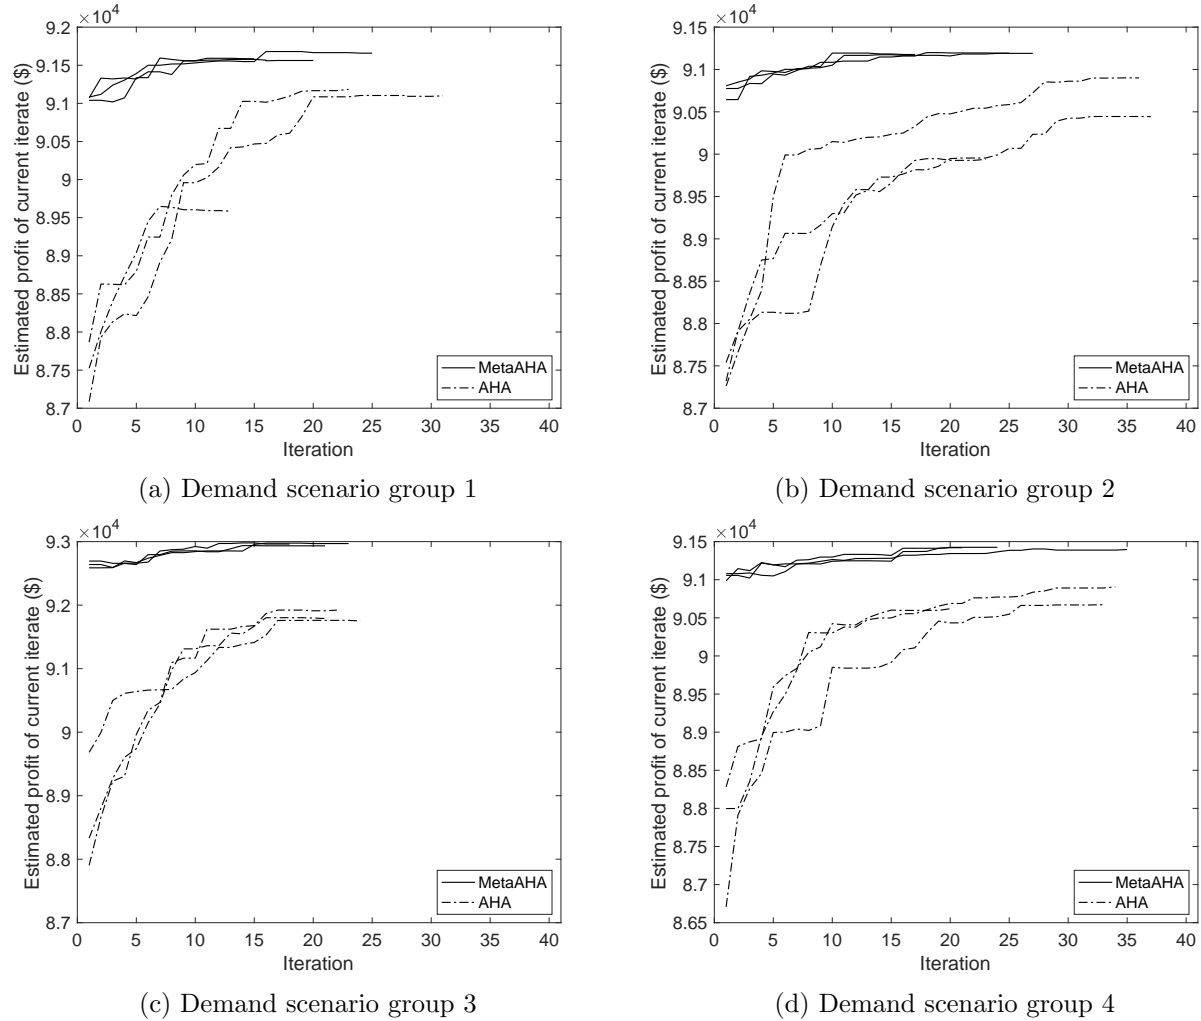 ×10⁴
9.2
9.15
9.1
9.05
9
8.95
8.9
8.85
8.8
8.75
8.7
Estimated profit of current iterate ($)
0 5 10 15 20 25 30 35 40
Iteration
MetaAHA
AHA
(a) Demand scenario group 1
×10⁴
9.15
9.1
9.05
9
8.95
8.9
8.85
8.8
8.75
8.7
Estimated profit of current iterate ($)
0 5 10 15 20 25 30 35 40
Iteration
MetaAHA
AHA
(b) Demand scenario group 2
×10⁴
9.3
9.2
9.1
9
8.9
8.8
8.7
Estimated profit of current iterate ($)
0 5 10 15 20 25 30 35 40
Iteration
MetaAHA
AHA
(c) Demand scenario group 3
×10⁴
9.15
9.1
9.05
9
8.95
8.9
8.85
8.8
8.75
8.7
8.65
Estimated profit of current iterate ($)
0 5 10 15 20 25 30 35 40
Iteration
MetaAHA
AHA
(d) Demand scenario group 4